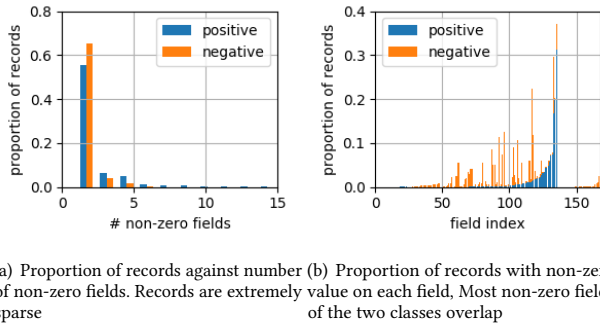 0.8
0.6
0.4
0.2
0.0
proportion of records
positive
negative
0 5 10 15
# non-zero fields
0.4
0.3
0.2
0.1
0.0
proportion of records
positive
negative
0 50 100 150
field index
a) Proportion of records against number
of non-zero fields. Records are extremely
sparse
(b) Proportion of records with non-ze
value on each field, Most non-zero fiel
of the two classes overlap